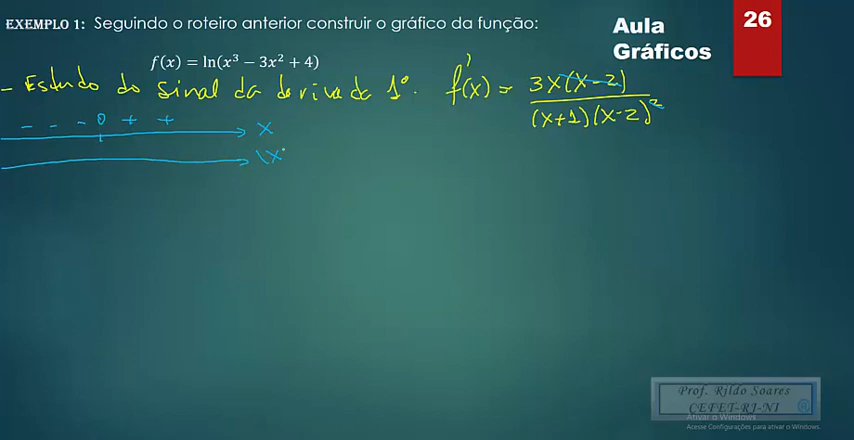 EXEMPLO 1: Seguindo o roteiro anterior construir o gráfico da função:
Aula
Gráficos
26
f(x) = ln(x³ − 3x² + 4)
- Estudo do sinal da derivada 1º. f'(x) = 3x(x-2)
(x+1)(x-2)²
- - - 0 + + x
(x
Prof. Rildo Soares
CEFET-RJ-NI
Ativar o Windows
Acesse Configurações para ativar o Windows.